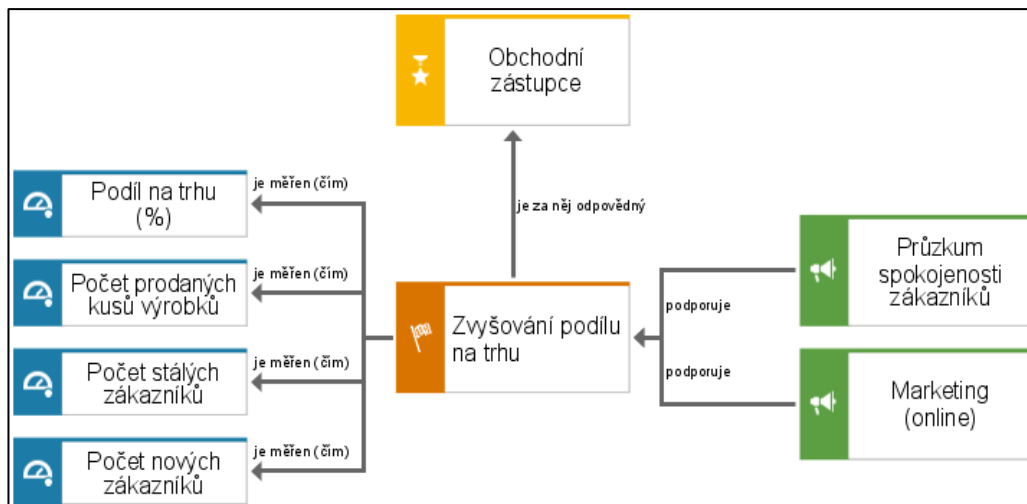 Obchodní
zástupce
je za něj odpovědný
Podíl na trhu
(%)
je měřen (čím)
Počet prodaných
kusů výrobků
je měřen (čím)
Počet stálých
zákazníků
je měřen (čím)
Počet nových
zákazníků
je měřen (čím)
Zvyšování podílu
na trhu
podporuje
podporuje
Průzkum
spokojenosti
zákazníků
Marketing
(online)